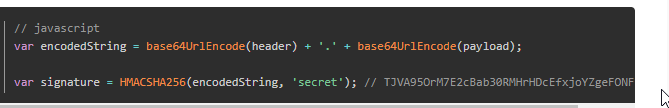 // javascript
var encodedString = base64UrlEncode(header) + '.' + base64UrlEncode(payload);
var signature = HMACSHA256(encodedString, 'secret'); // TJVA95OrM7E2cBab30RMHrHDcEfxjoYZgeFONF